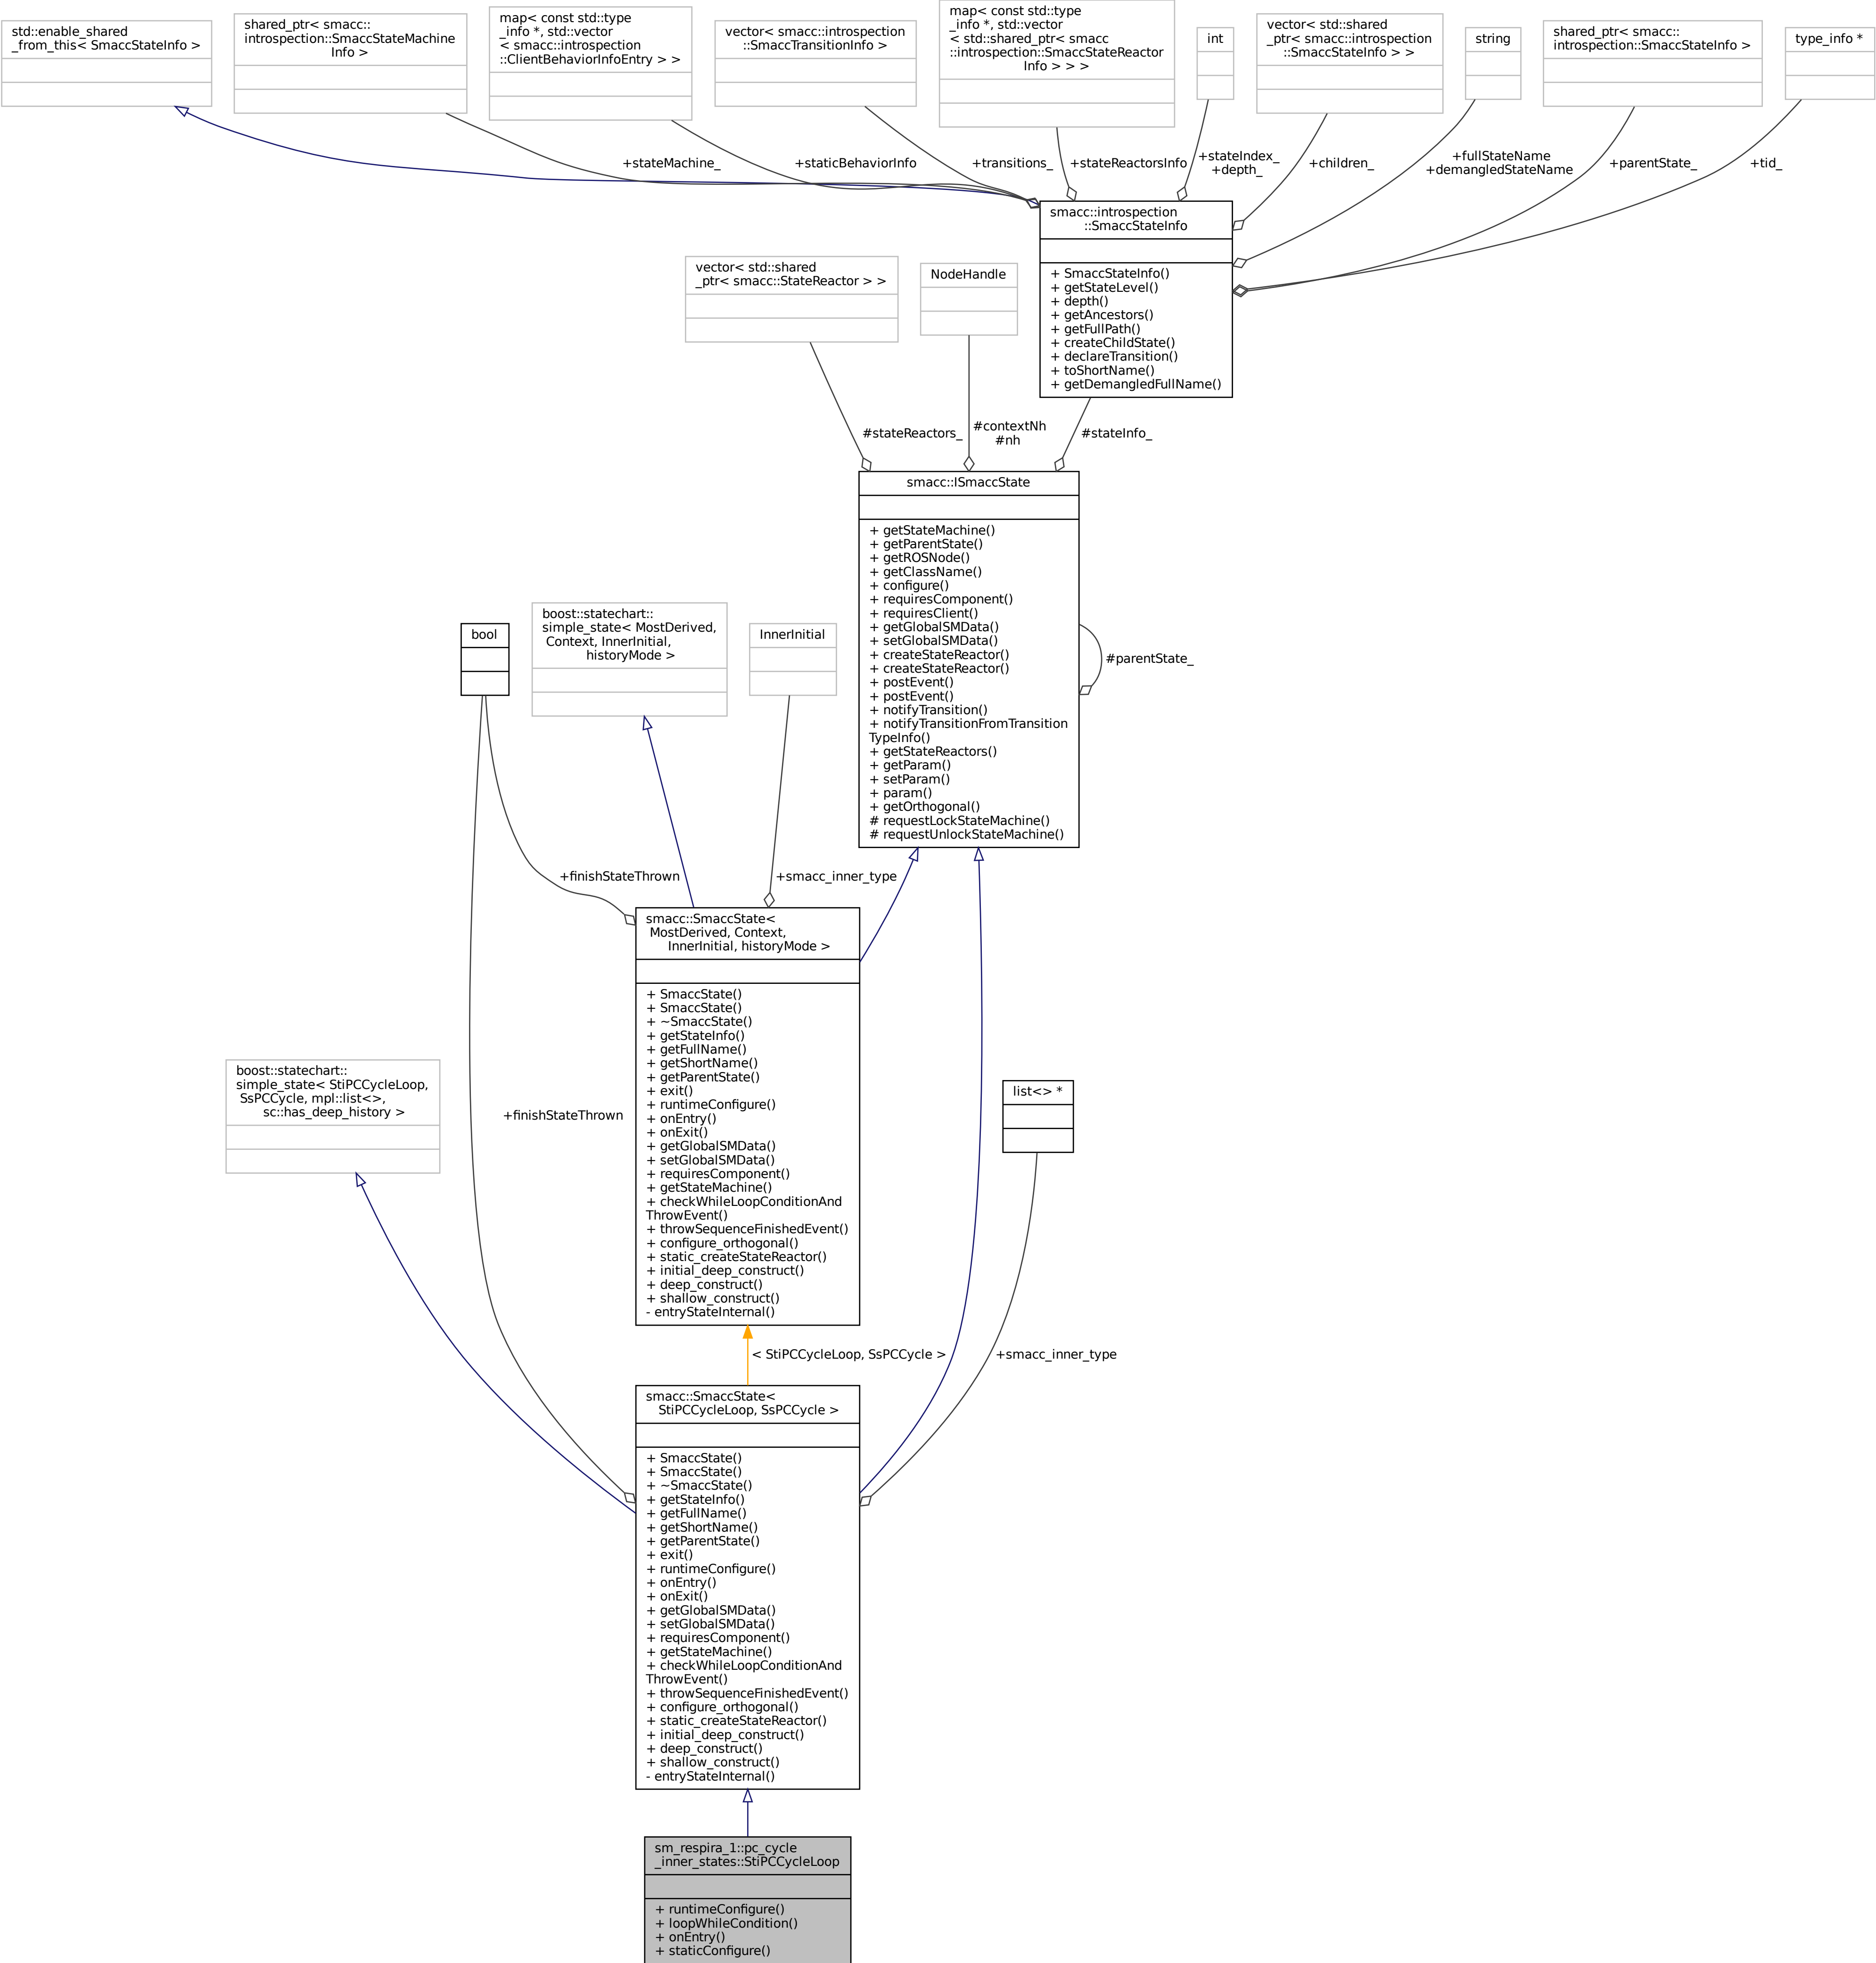 std::enable_shared
_from_this< SmaccStateInfo >
shared_ptr< smacc::
introspection::SmaccStateMachine
Info >
map< const std::type
_info *, std::vector
< smacc::introspection
::ClientBehaviorInfoEntry > >
vector< smacc::introspection
::SmaccTransitionInfo >
map< const std::type
_info *, std::vector
< std::shared_ptr< smacc
::introspection::SmaccStateReactor
Info > > >
int
vector< std::shared
_ptr< smacc::introspection
::SmaccStateInfo > >
string
shared_ptr< smacc::
introspection::SmaccStateInfo >
type_info *
+stateMachine_
+staticBehaviorInfo
+transitions_
+stateReactorsInfo
+stateIndex_
+depth_
+children_
+fullStateName
+demangledStateName
+parentState_
+tid_
smacc::introspection
::SmaccStateInfo
+ SmaccStateInfo()
+ getStateLevel()
+ depth()
+ getAncestors()
+ getFullPath()
+ createChildState()
+ declareTransition()
+ toShortName()
+ getDemangledFullName()
vector< std::shared
_ptr< smacc::StateReactor > >
NodeHandle
#stateReactors_
#contextNh
#nh
#stateInfo_
smacc::ISmaccState
+ getStateMachine()
+ getParentState()
+ getROSNode()
+ getClassName()
+ configure()
+ requiresComponent()
+ requiresClient()
+ getGlobalSMData()
+ setGlobalSMData()
+ createStateReactor()
+ createStateReactor()
+ postEvent()
+ postEvent()
+ notifyTransition()
+ notifyTransitionFromTransition
TypeInfo()
+ getStateReactors()
+ getParam()
+ setParam()
+ param()
+ getOrthogonal()
# requestLockStateMachine()
# requestUnlockStateMachine()
#parentState_
bool
boost::statechart::
simple_state< MostDerived,
Context, InnerInitial,
historyMode >
InnerInitial
+finishStateThrown
+smacc_inner_type
smacc::SmaccState<
MostDerived, Context,
InnerInitial, historyMode >
+ SmaccState()
+ SmaccState()
+ ~SmaccState()
+ getStateInfo()
+ getFullName()
+ getShortName()
+ getParentState()
+ exit()
+ runtimeConfigure()
+ onEntry()
+ onExit()
+ getGlobalSMData()
+ setGlobalSMData()
+ requiresComponent()
+ getStateMachine()
+ checkWhileLoopConditionAnd
ThrowEvent()
+ throwSequenceFinishedEvent()
+ configure_orthogonal()
+ static_createStateReactor()
+ initial_deep_construct()
+ deep_construct()
+ shallow_construct()
- entryStateInternal()
boost::statechart::
simple_state< StiPCCycleLoop,
SsPCCycle, mpl::list<>,
sc::has_deep_history >
+finishStateThrown
list<> *
< StiPCCycleLoop, SsPCCycle >
+smacc_inner_type
smacc::SmaccState<
StiPCCycleLoop, SsPCCycle >
+ SmaccState()
+ SmaccState()
+ ~SmaccState()
+ getStateInfo()
+ getFullName()
+ getShortName()
+ getParentState()
+ exit()
+ runtimeConfigure()
+ onEntry()
+ onExit()
+ getGlobalSMData()
+ setGlobalSMData()
+ requiresComponent()
+ getStateMachine()
+ checkWhileLoopConditionAnd
ThrowEvent()
+ throwSequenceFinishedEvent()
+ configure_orthogonal()
+ static_createStateReactor()
+ initial_deep_construct()
+ deep_construct()
+ shallow_construct()
- entryStateInternal()
sm_respira_1::pc_cycle
_inner_states::StiPCCycleLoop
+ runtimeConfigure()
+ loopWhileCondition()
+ onEntry()
+ staticConfigure()